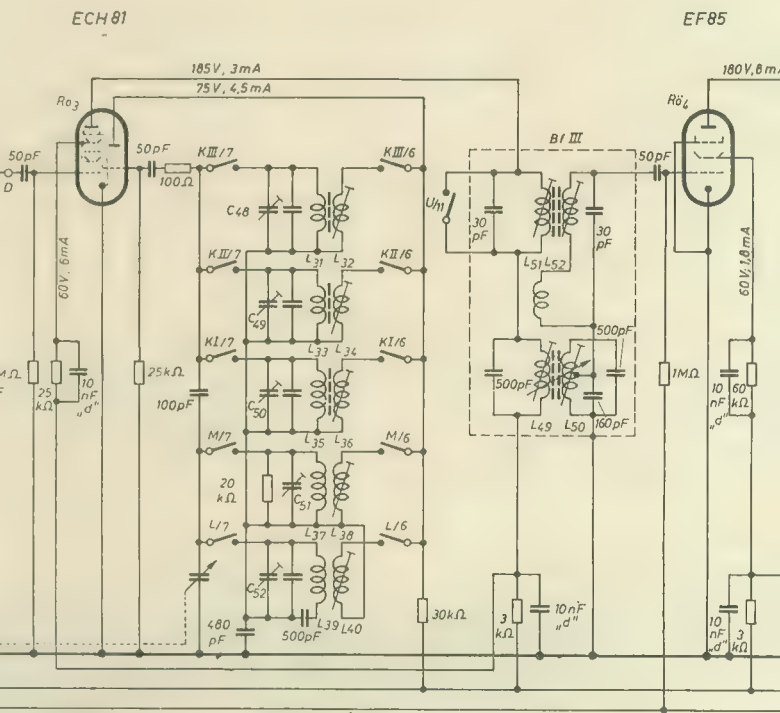 ECH81
EF85
185V, 3mA
180V, 8mA
75V, 4,5mA
Rö3
Rö4
Bf III
50pF
50pF
100Ω
KIII/7
KIII/6
50pF
D
C48
U/11
30 pF
30 pF
60V, 6mA
L31 L32
L51 L52
60V, 1,8mA
KII/7
KII/6
C49
L33 L34
500pF
KI/7
KI/6
MΩ
25 kΩ
10 nF „d“
25kΩ
100pF
C50
500pF
1MΩ
10 nF „d“
60 kΩ
160pF
L35 L36
L49 L50
M/7
M/6
20 kΩ
C51
L37 L38
L/7
L/6
C52
480 pF
500pF
L39 L40
30kΩ
3 kΩ
10nF „d“
10 nF „d“
3 kΩ